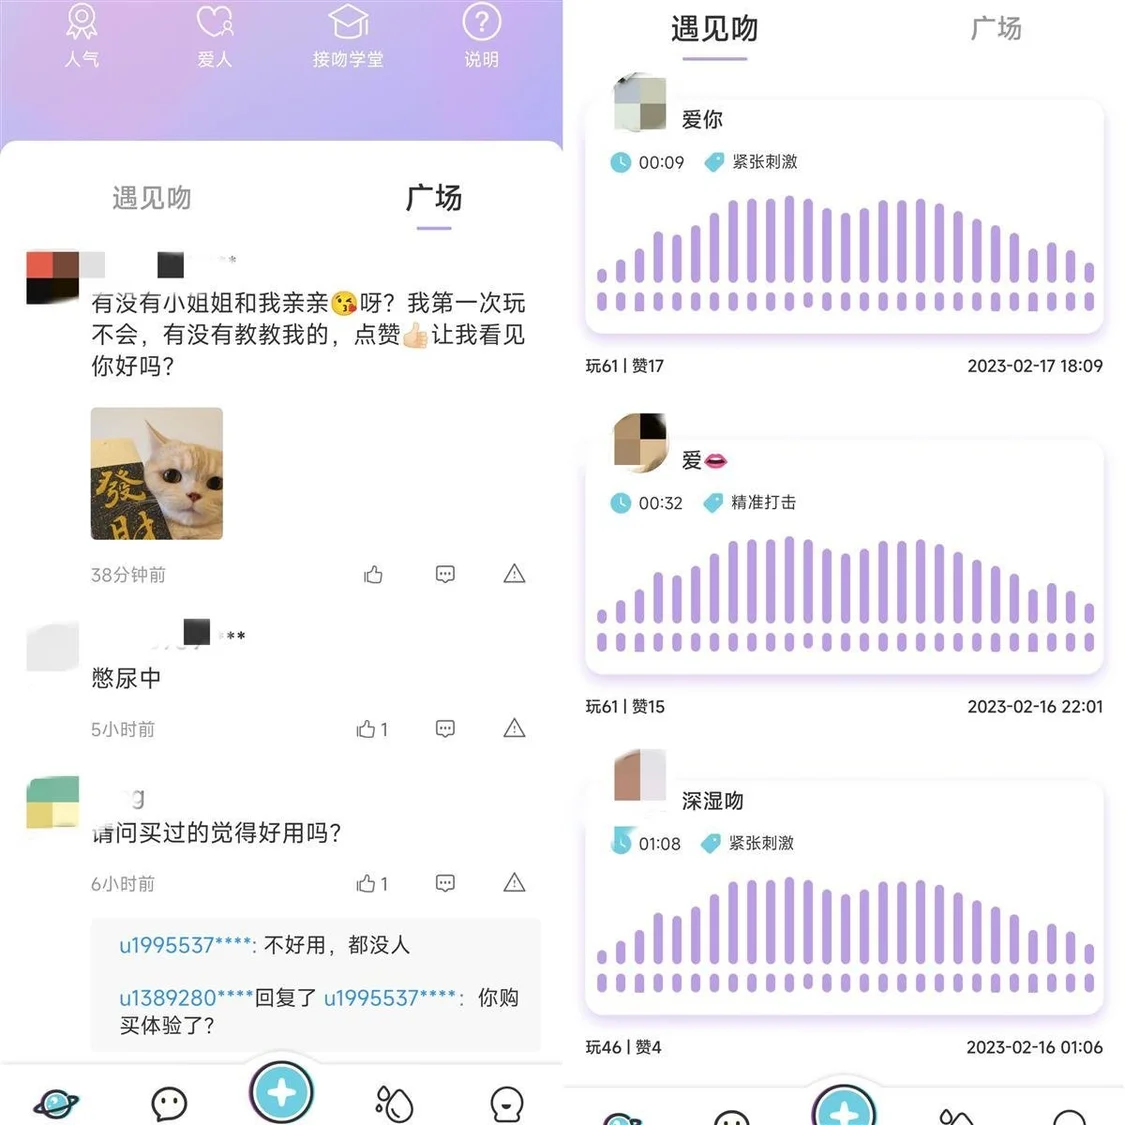 人气
爱人
接吻学堂
说明
遇见吻
广场
有没有小姐姐和我亲亲😘呀？我第一次玩
不会，有没有教教我的，点赞👍🏻让我看见
你好吗？
發
財
38分钟前
**
憋尿中
5小时前
1
g
请问买过的觉得好用吗？
6小时前
1
u1995537****: 不好用，都没人
u1389280****回复了 u1995537****：你购
买体验了？
遇见吻
广场
爱你
00:09
紧张刺激
玩61 | 赞17
2023-02-17 18:09
爱👄
00:32
精准打击
玩61 | 赞15
2023-02-16 22:01
深湿吻
01:08
紧张刺激
玩46 | 赞4
2023-02-16 01:06